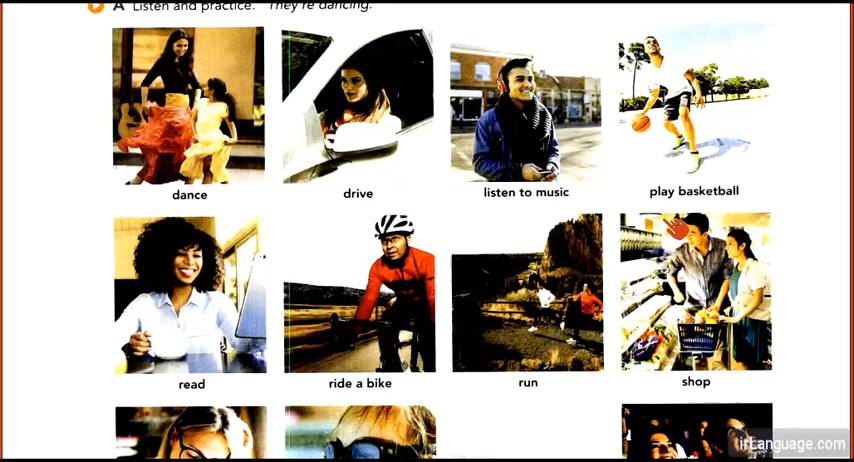 A Listen and practice. "They're dancing."
dance
drive
listen to music
play basketball
read
ride a bike
run
shop
irLanguage.com